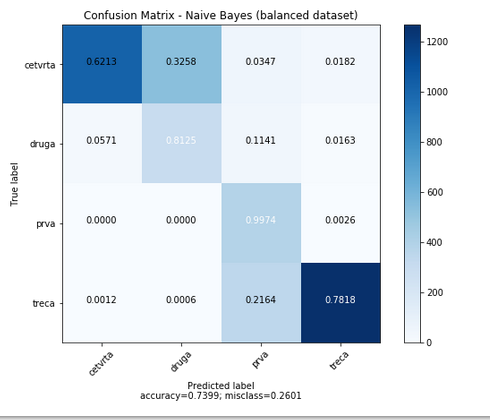 Confusion Matrix - Naive Bayes (balanced dataset)
cetvrta 0.6213 0.3258 0.0347 0.0182
druga 0.0571 0.8125 0.1141 0.0163
prva 0.0000 0.0000 0.9974 0.0026
treca 0.0012 0.0006 0.2164 0.7818
True label
cetvrta druga prva treca
Predicted label
accuracy=0.7399; misclass=0.2601
1200
1000
800
600
400
200
0